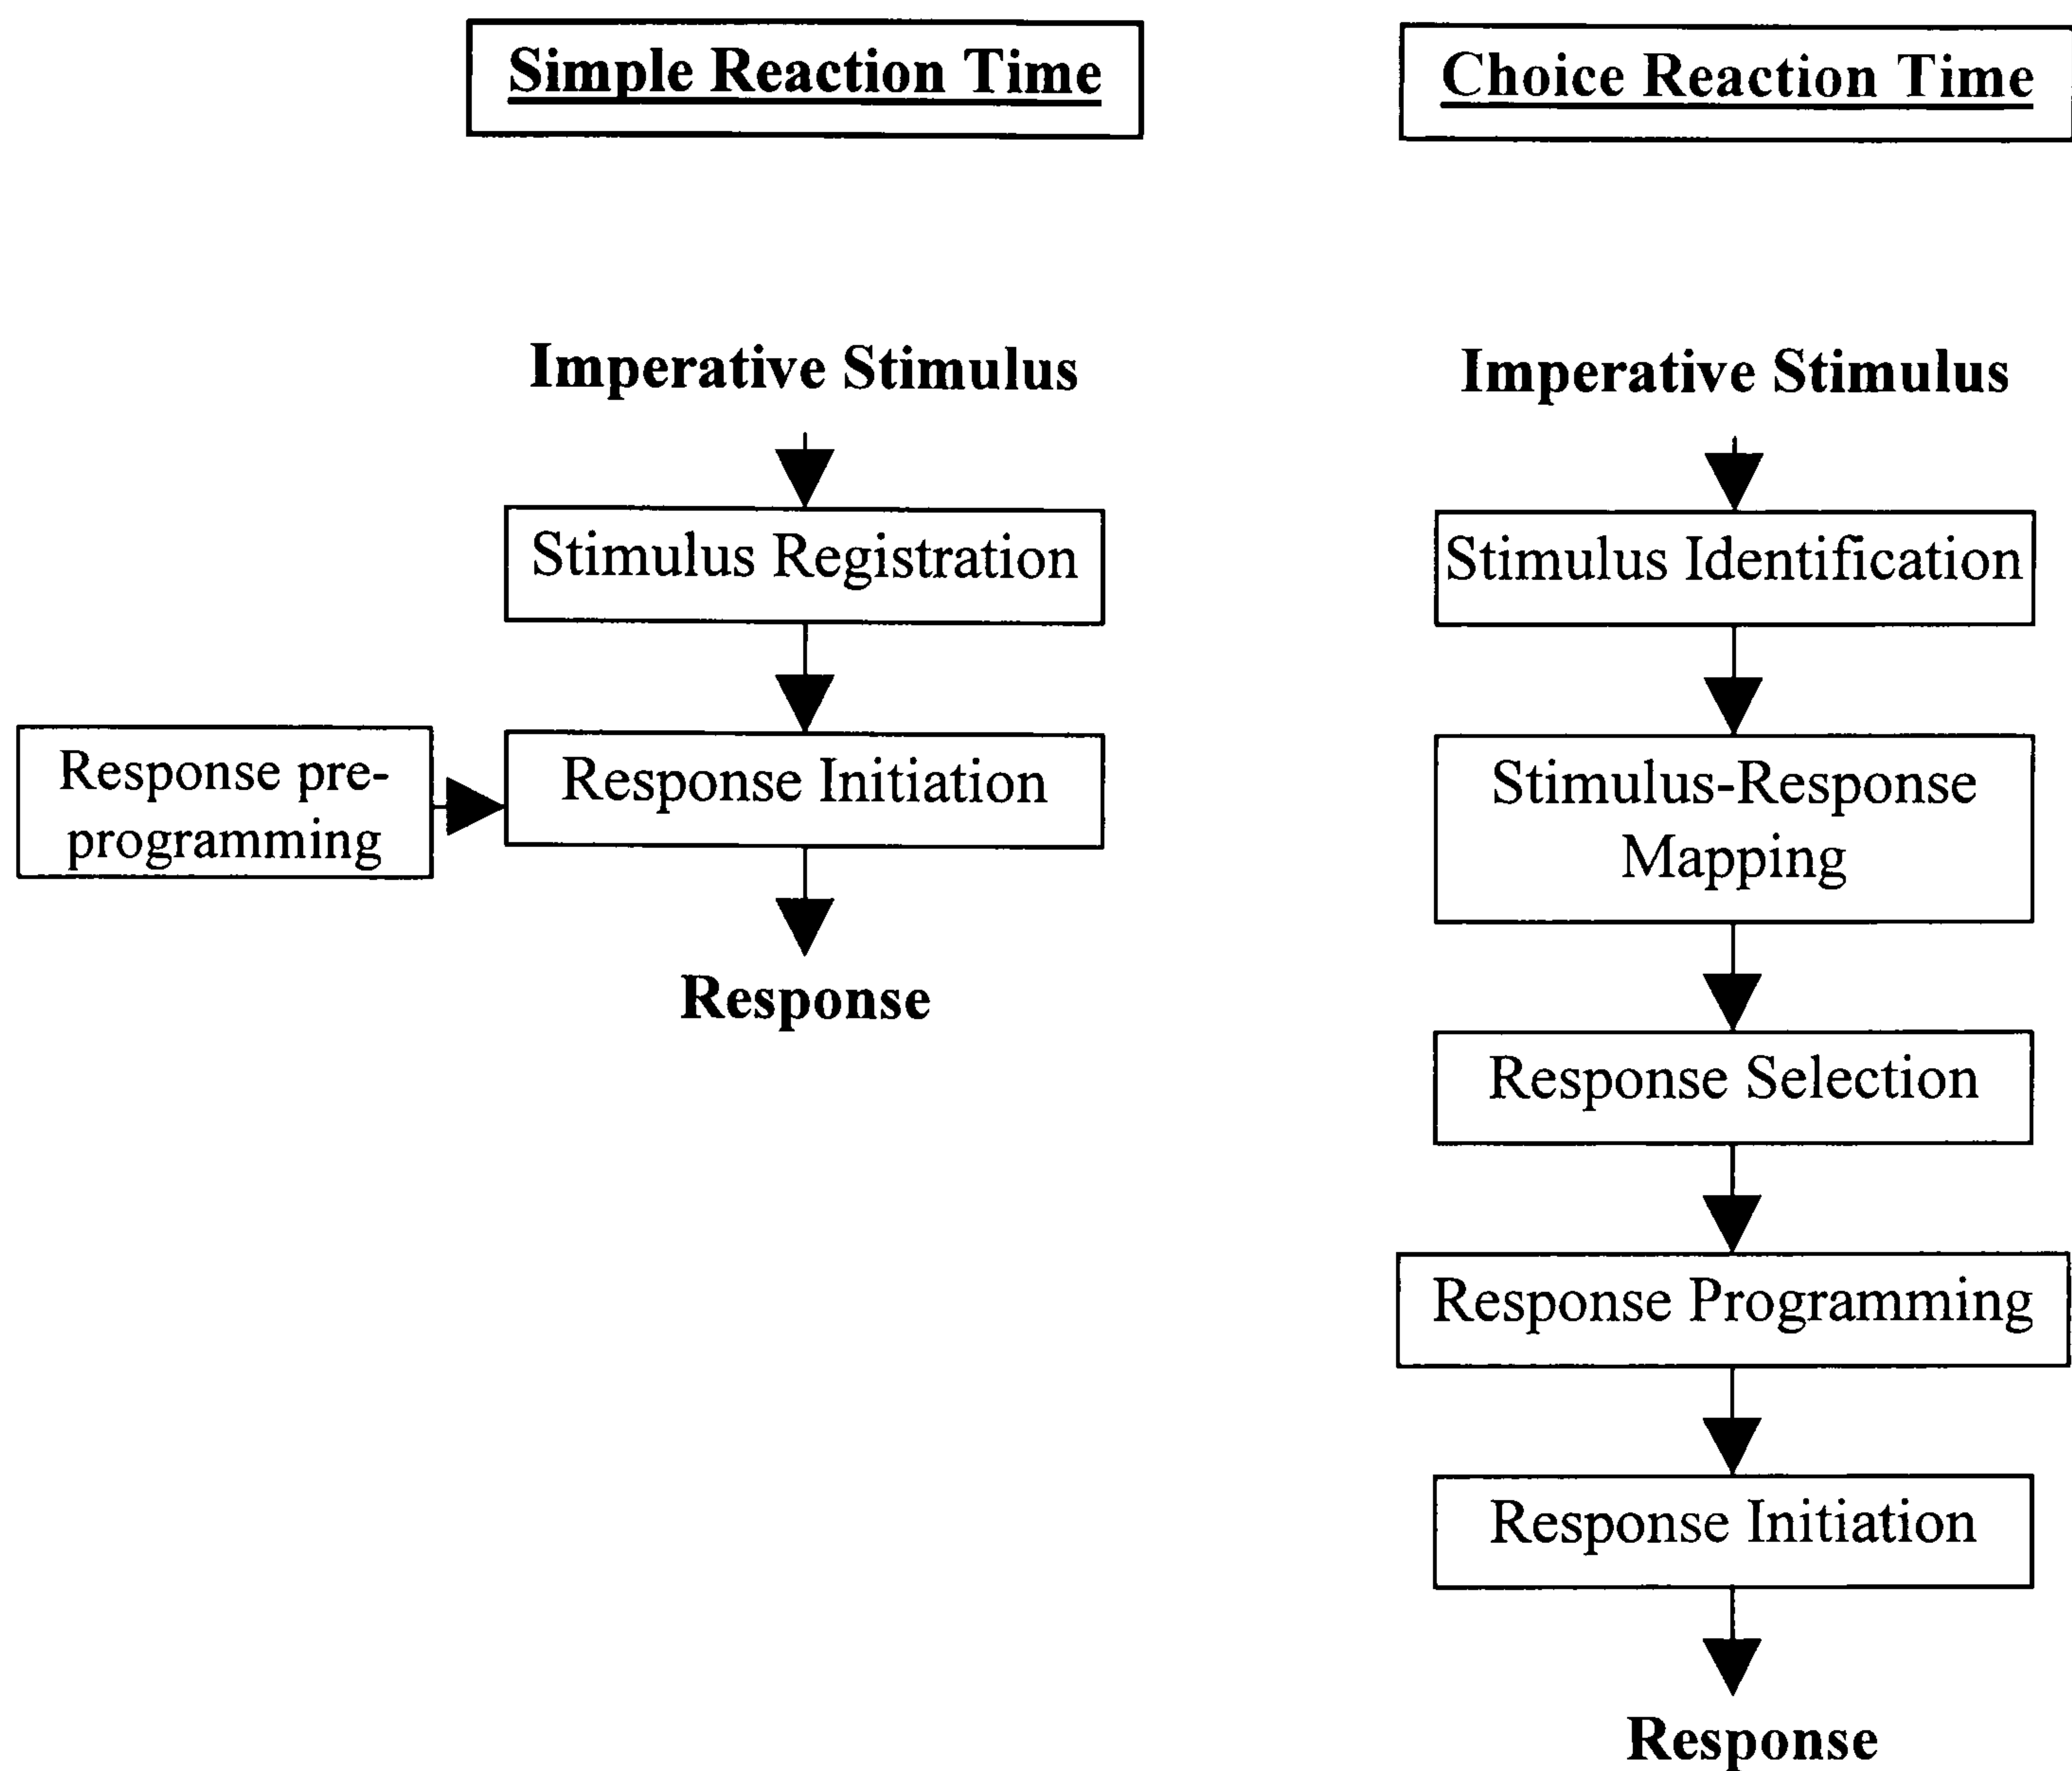 Simple Reaction Time
Imperative Stimulus
Stimulus Registration
Response pre-
programming
Response Initiation
Response
Choice Reaction Time
Imperative Stimulus
Stimulus Identification
Stimulus-Response
Mapping
Response Selection
Response Programming
Response Initiation
Response